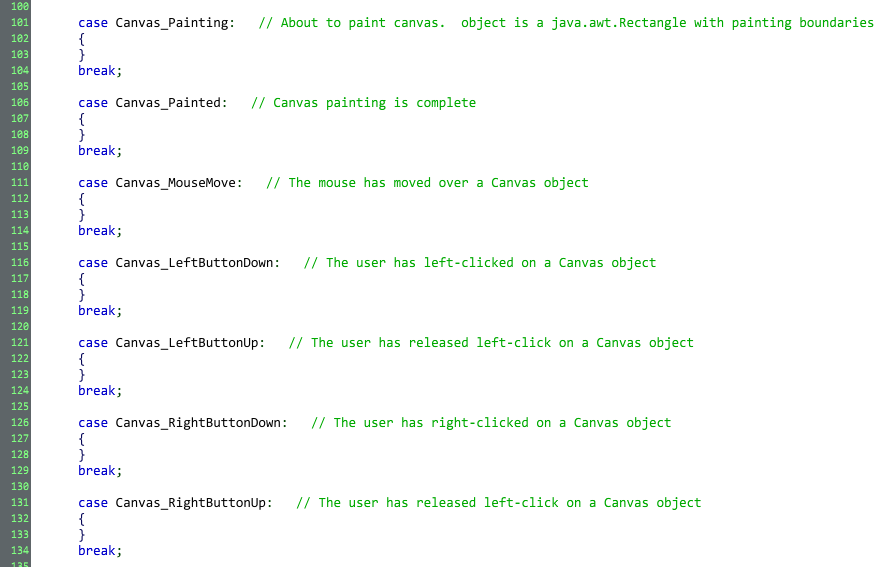 100
101 case Canvas_Painting: // About to paint canvas. object is a java.awt.Rectangle with painting boundaries
102 {
103 }
104 break;
105
106 case Canvas_Painted: // Canvas painting is complete
107 {
108 }
109 break;
110
111 case Canvas_MouseMove: // The mouse has moved over a Canvas object
112 {
113 }
114 break;
115
116 case Canvas_LeftButtonDown: // The user has left-clicked on a Canvas object
117 {
118 }
119 break;
120
121 case Canvas_LeftButtonUp: // The user has released left-click on a Canvas object
122 {
123 }
124 break;
125
126 case Canvas_RightButtonDown: // The user has right-clicked on a Canvas object
127 {
128 }
129 break;
130
131 case Canvas_RightButtonUp: // The user has released left-click on a Canvas object
132 {
133 }
134 break;
135